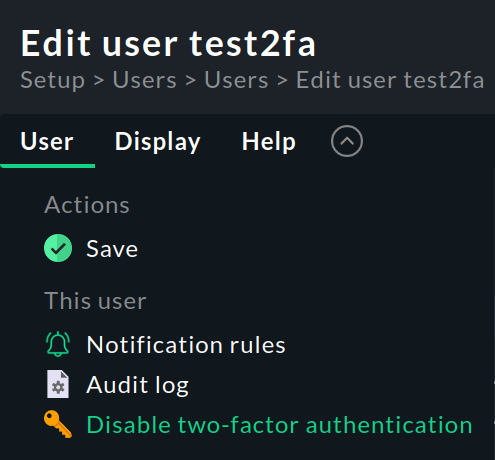 Edit user test2fa
Setup > Users > Users > Edit user test2fa
User Display Help
Actions
Save
This user
Notification rules
Audit log
Disable two-factor authentication